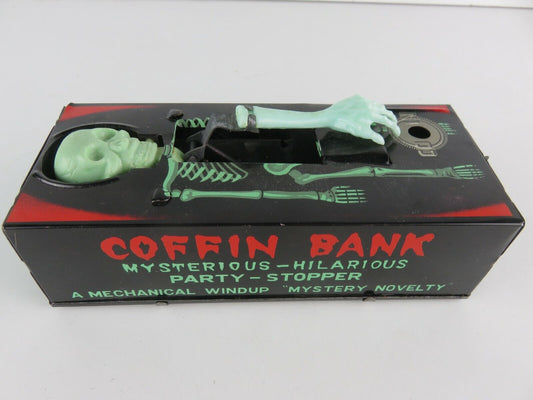 COFFIN BANK
MYSTERIOUS-HILARIOUS
PARTY-STOPPER
A MECHANICAL WINDUP "MYSTERY NOVELTY"